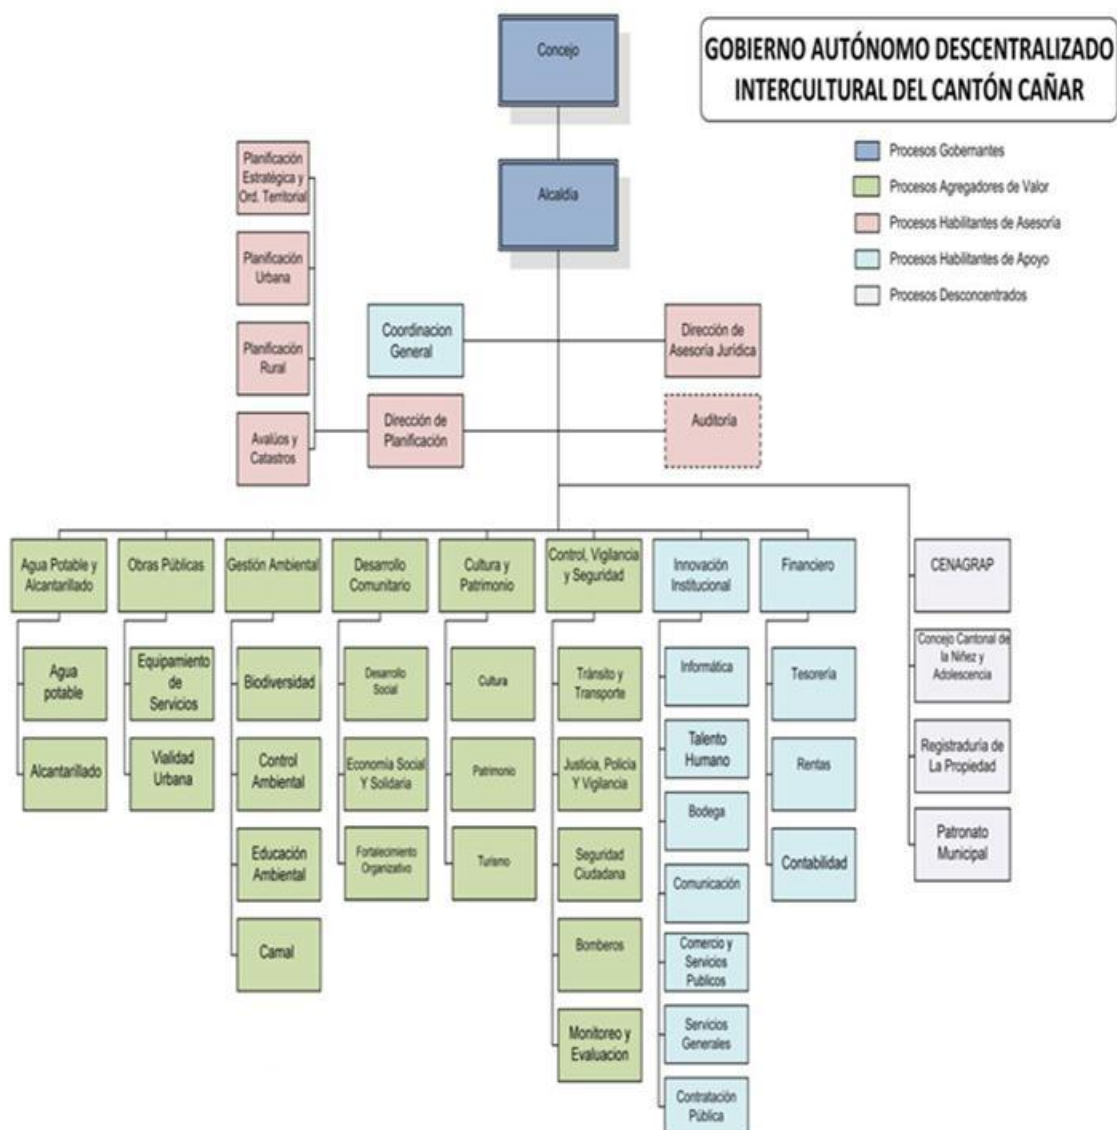 Concejo
GOBIERNO AUTÓNOMO DESCENTRALIZADO
INTERCULTURAL DEL CANTÓN CAÑAR
Procesos Gobernantes
Procesos Agregadores de Valor
Procesos Habilitantes de Asesoría
Procesos Habilitantes de Apoyo
Procesos Desconcentrados
Alcaldía
Planificación
Estratégica y
Ord. Territorial
Planificación
Urbana
Planificación
Rural
Avalúos y
Catastros
Coordinacion
General
Dirección de
Asesoría Jurídica
Dirección de
Planificación
Auditoría
Agua Potable y
Alcantarillado
Obras Públicas
Gestión Ambiental
Desarrollo
Comunitario
Cultura y
Patrimonio
Control, Vigilancia
y Seguridad
Innovación
Institucional
Financiero
CENAGRAP
Agua
potable
Alcantarillado
Equipamiento
de
Servicios
Vialidad
Urbana
Biodiversidad
Control
Ambiental
Educación
Ambiental
Camal
Desarrollo
Social
Economía Social
Y Solidaria
Fortalecimiento
Organizativo
Cultura
Patrimonio
Turismo
Tránsito y
Transporte
Justicia, Policía
Y Vigilancia
Seguridad
Ciudadana
Bomberos
Monitoreo y
Evaluacion
Informática
Talento
Humano
Bodega
Comunicación
Comercio y
Servicios
Publicos
Servicios
Generales
Contratación
Pública
Tesorería
Rentas
Contabilidad
Concejo Cantonal de
la Niñez y
Adolescencia
Registraduría de
La Propiedad
Patronato
Municipal